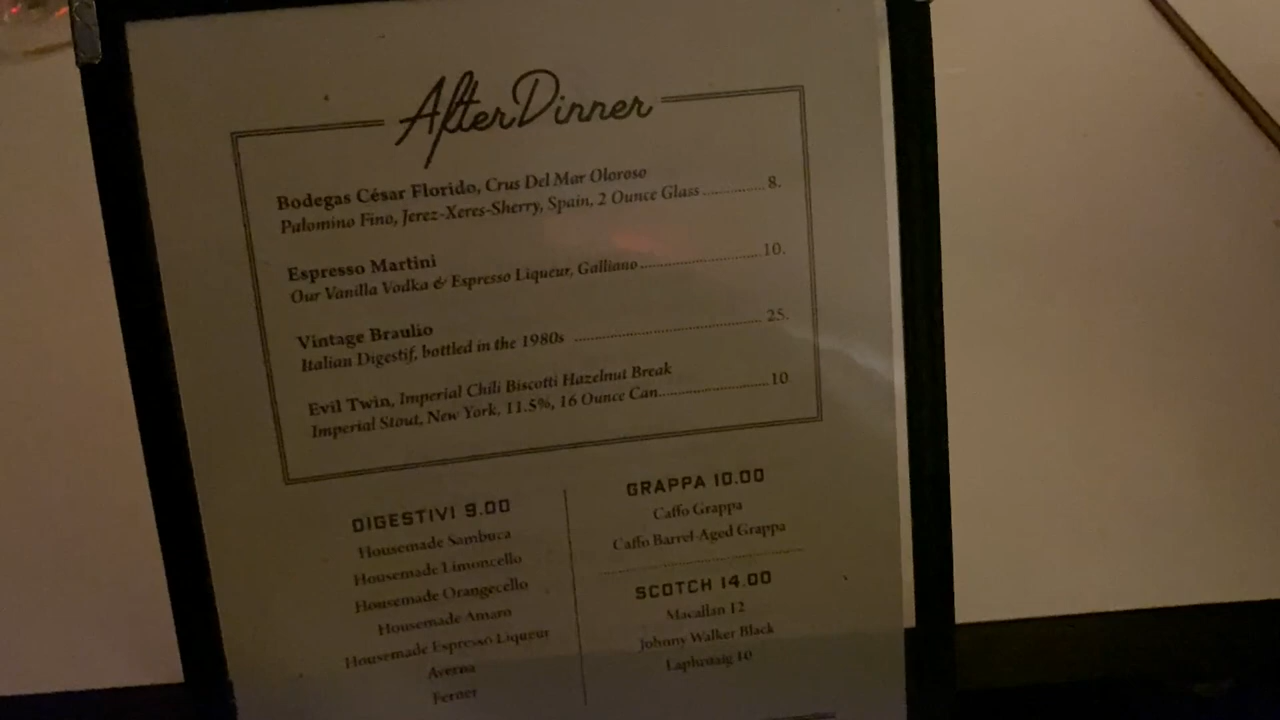 After Dinner
Bodegas César Florido, Crus Del Mar Oloroso
Palomino Fino, Jerez-Xeres-Sherry, Spain, 2 Ounce Glass ............ 8.
Espresso Martini
Our Vanilla Vodka & Espresso Liqueur, Galliano ........................ 10.
Vintage Braulio
Italian Digestif, bottled in the 1980s ........................................ 25.
Evil Twin, Imperial Chili Biscotti Hazelnut Break
Imperial Stout, New York, 11.5%, 16 Ounce Can ...................... 10
DIGESTIVI 9.00
Housemade Sambuca
Housemade Limoncello
Housemade Orangecello
Housemade Amaro
Housemade Espresso Liqueur
Averna
Fernet
GRAPPA 10.00
Caffo Grappa
Caffo Barrel-Aged Grappa
SCOTCH 14.00
Macallan 12
Johnny Walker Black
Laphroaig 10